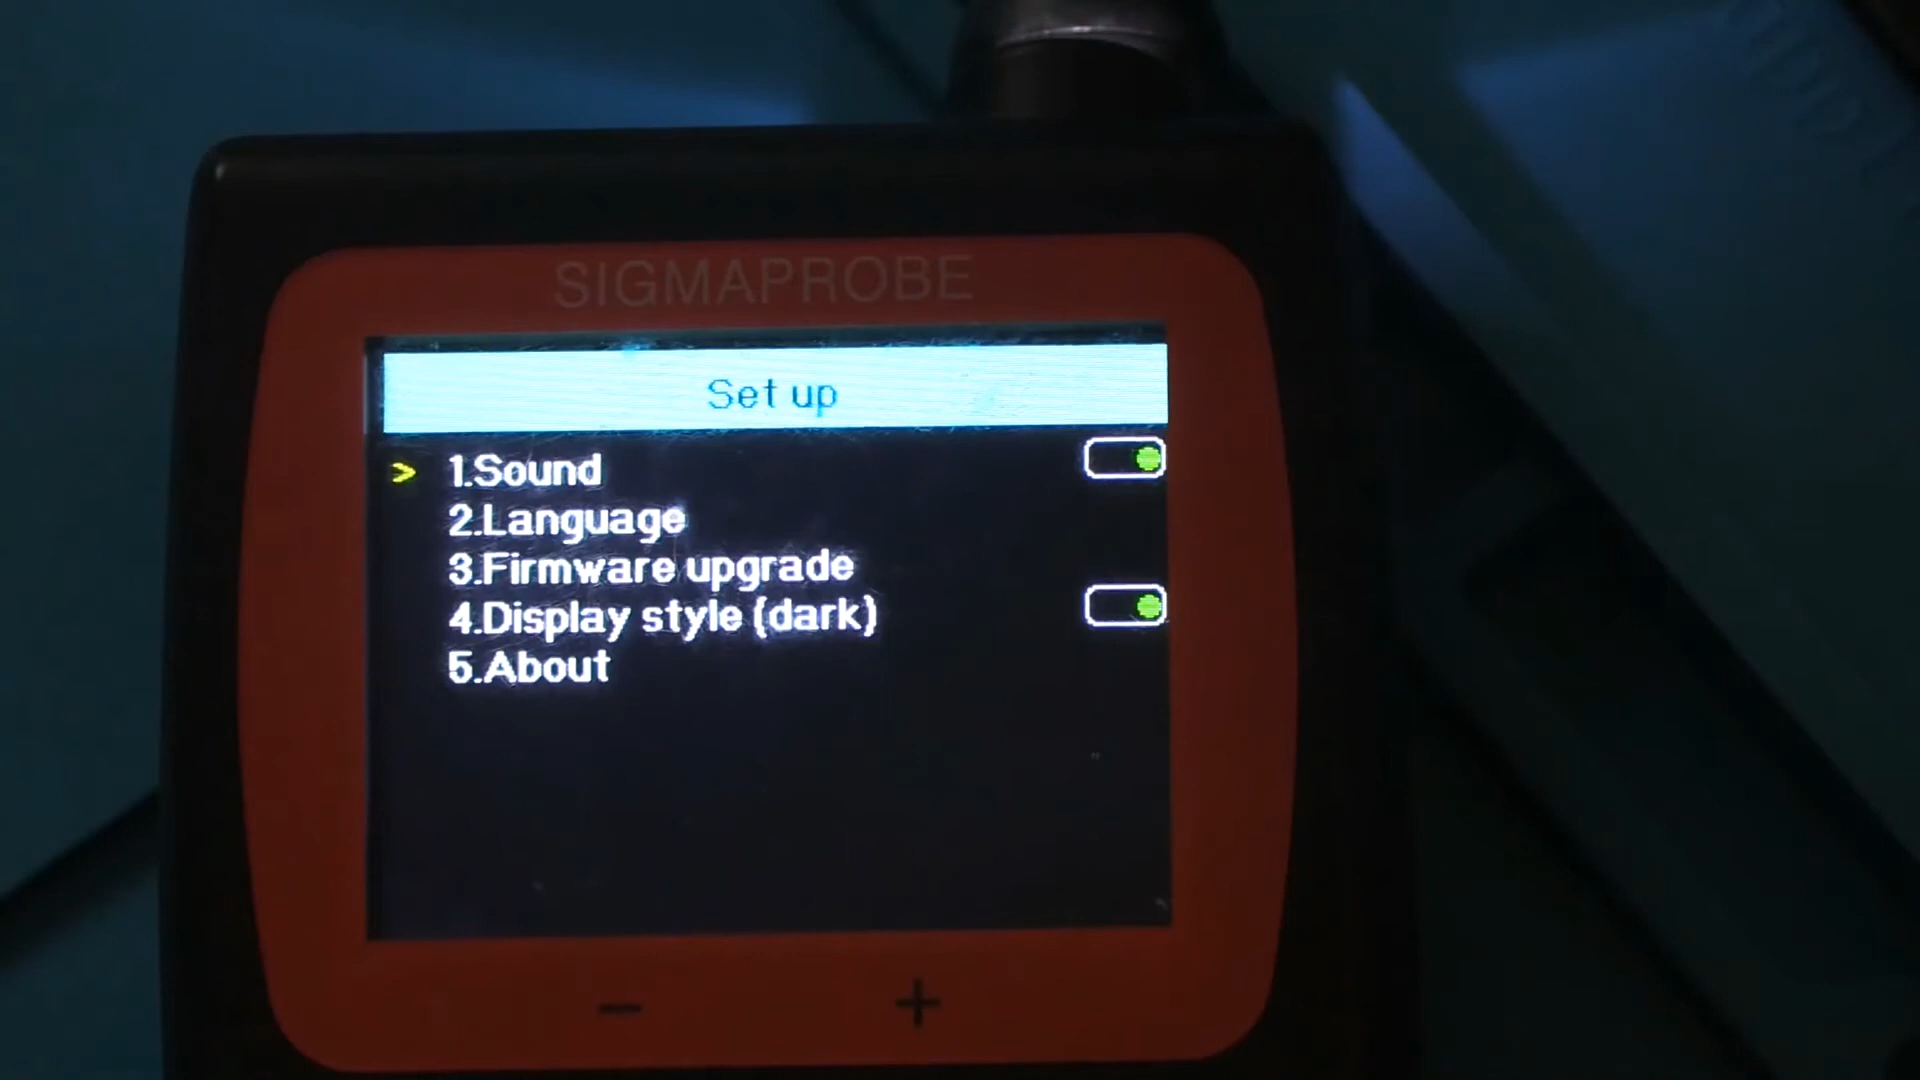 SIGMAPROBE
Set up
> 1.Sound
2.Language
3.Firmware upgrade
4.Display style (dark)
5.About
− +